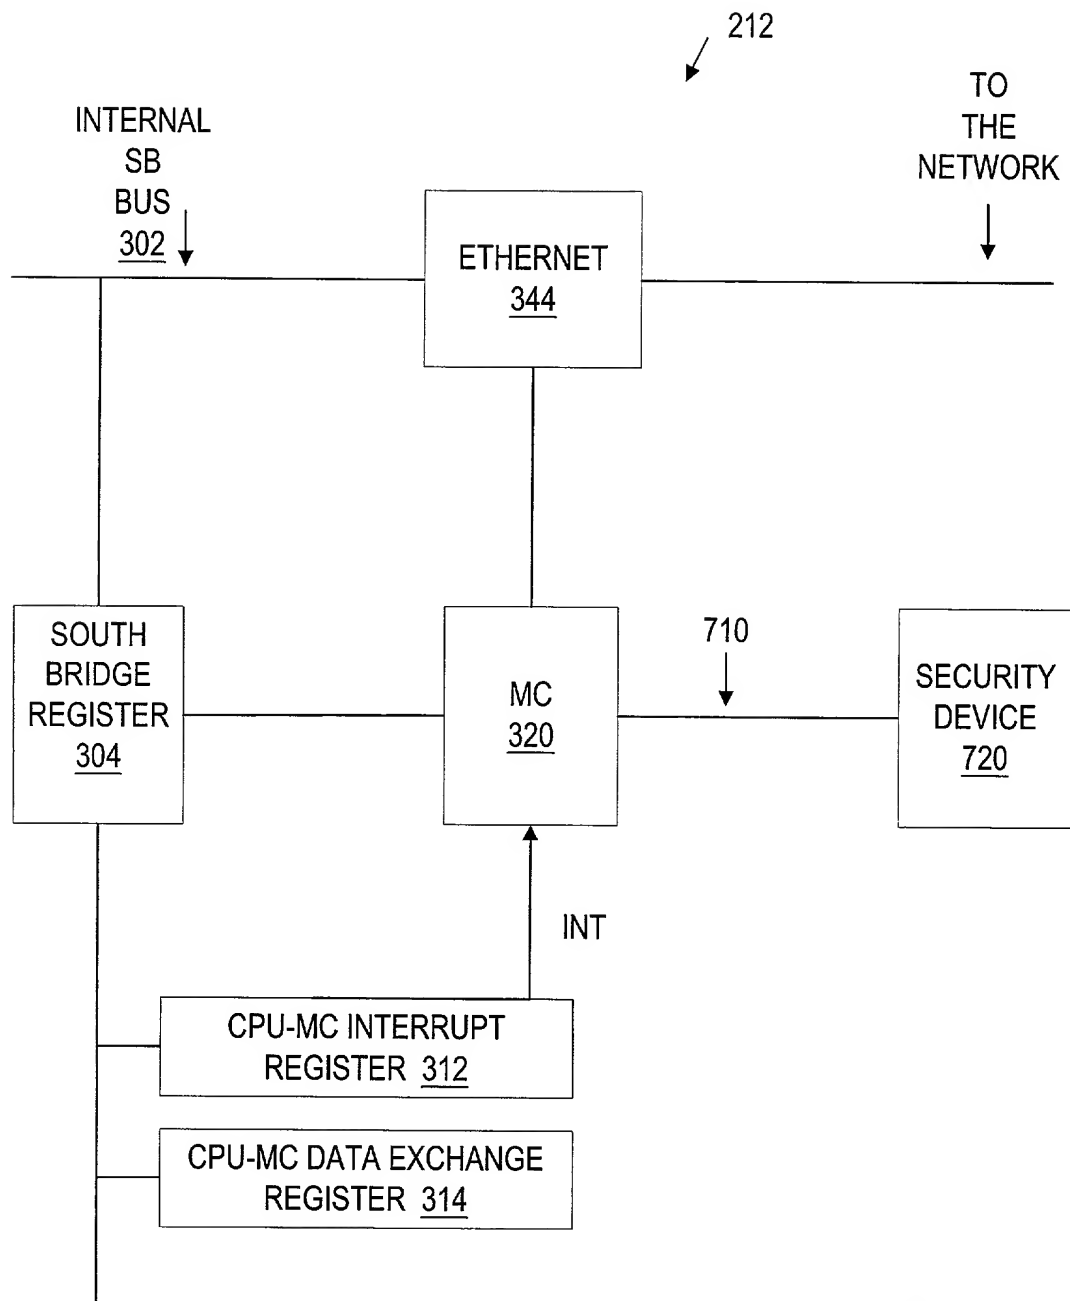 212
INTERNAL
SB
BUS
302
TO
THE
NETWORK
ETHERNET
344
SOUTH
BRIDGE
REGISTER
304
MC
320
710
SECURITY
DEVICE
720
INT
CPU-MC INTERRUPT
REGISTER 312
CPU-MC DATA EXCHANGE
REGISTER 314